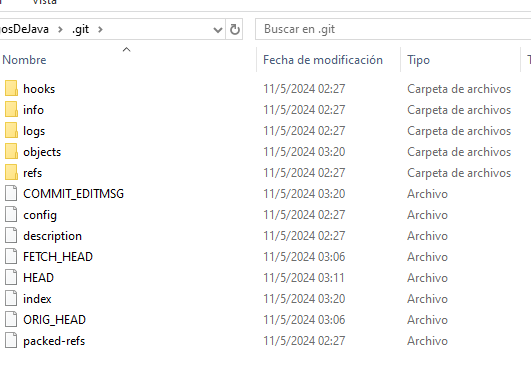 Vista
gosDeJava > .git >
Buscar en .git
Nombre Fecha de modificación Tipo
hooks 11/5/2024 02:27 Carpeta de archivos
info 11/5/2024 02:27 Carpeta de archivos
logs 11/5/2024 02:27 Carpeta de archivos
objects 11/5/2024 03:20 Carpeta de archivos
refs 11/5/2024 02:27 Carpeta de archivos
COMMIT_EDITMSG 11/5/2024 03:20 Archivo
config 11/5/2024 02:27 Archivo
description 11/5/2024 02:27 Archivo
FETCH_HEAD 11/5/2024 03:06 Archivo
HEAD 11/5/2024 03:11 Archivo
index 11/5/2024 03:20 Archivo
ORIG_HEAD 11/5/2024 03:06 Archivo
packed-refs 11/5/2024 02:27 Archivo